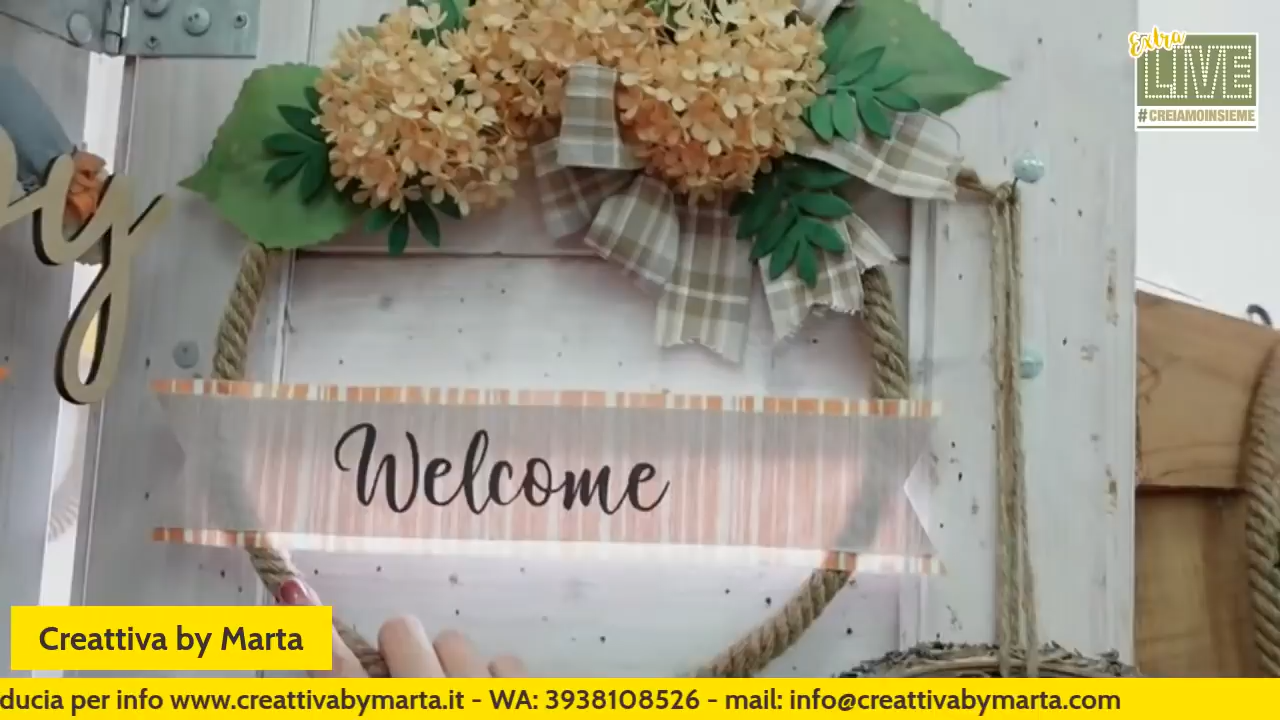 Extra
LIVE
#CREIAMOINSIEME
y
Welcome
Creattiva by Marta
ducia per info www.creattivabymarta.it - WA: 3938108526 - mail: info@creattivabymarta.com